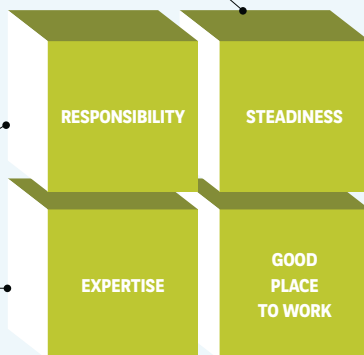 RESPONSIBILITY
STEADINESS
EXPERTISE
GOOD
PLACE
TO WORK